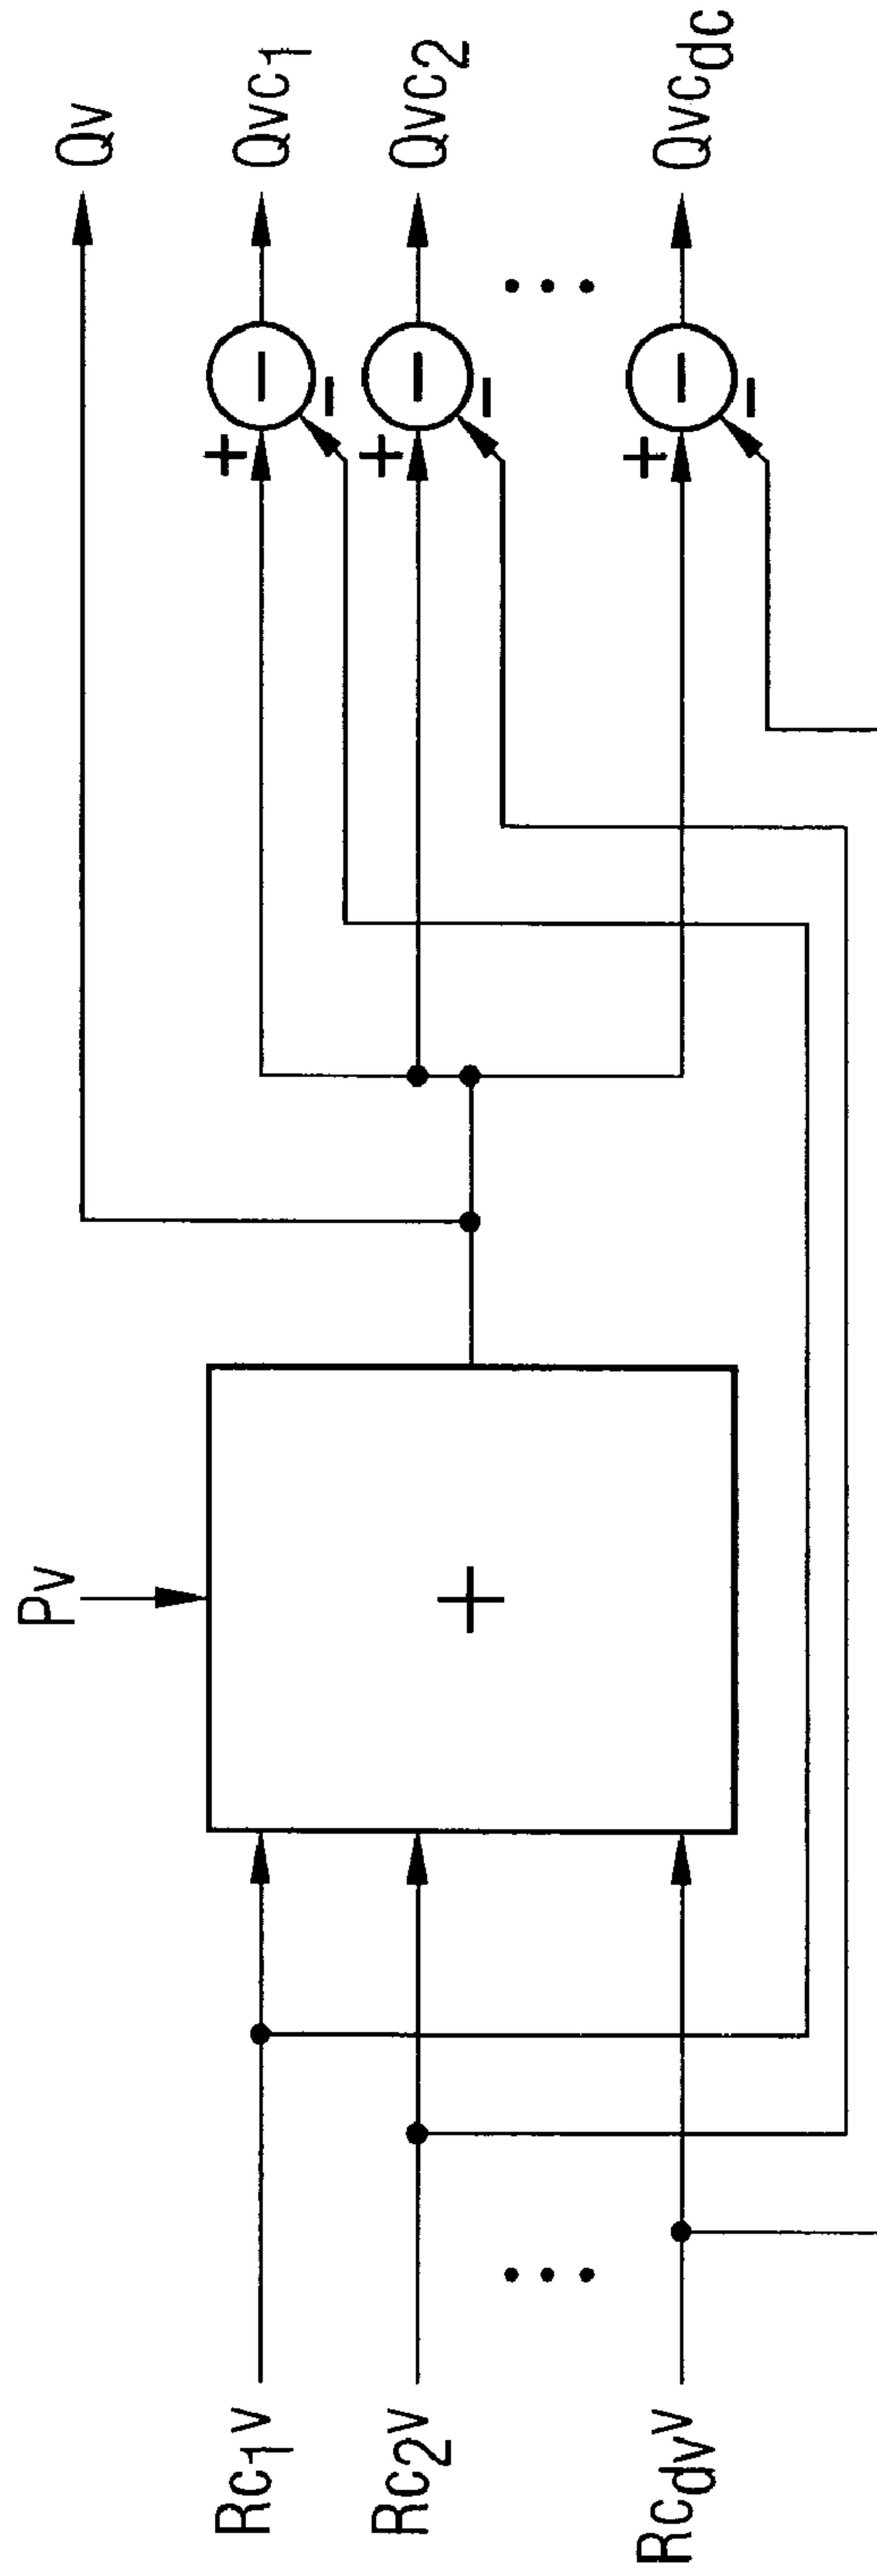 Qv
Qvc1
Qvc2
Qvcdc
+
−
+
−
+
−
−
−
−
...
Pv
+
Rc1v
Rc2v
Rcdvv
...